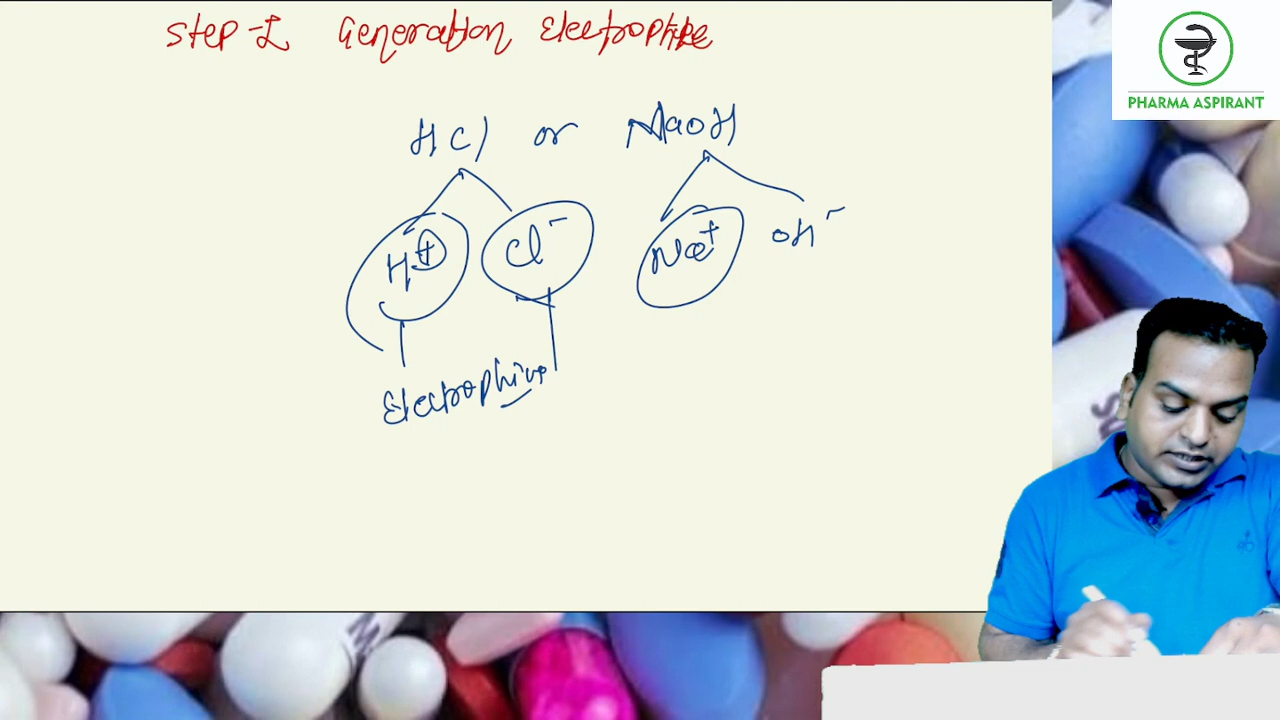 Step-I Generation Electrophile
HCl or NaOH
H+ Cl- Na+ OH-
Electrophile
PHARMA ASPIRANT